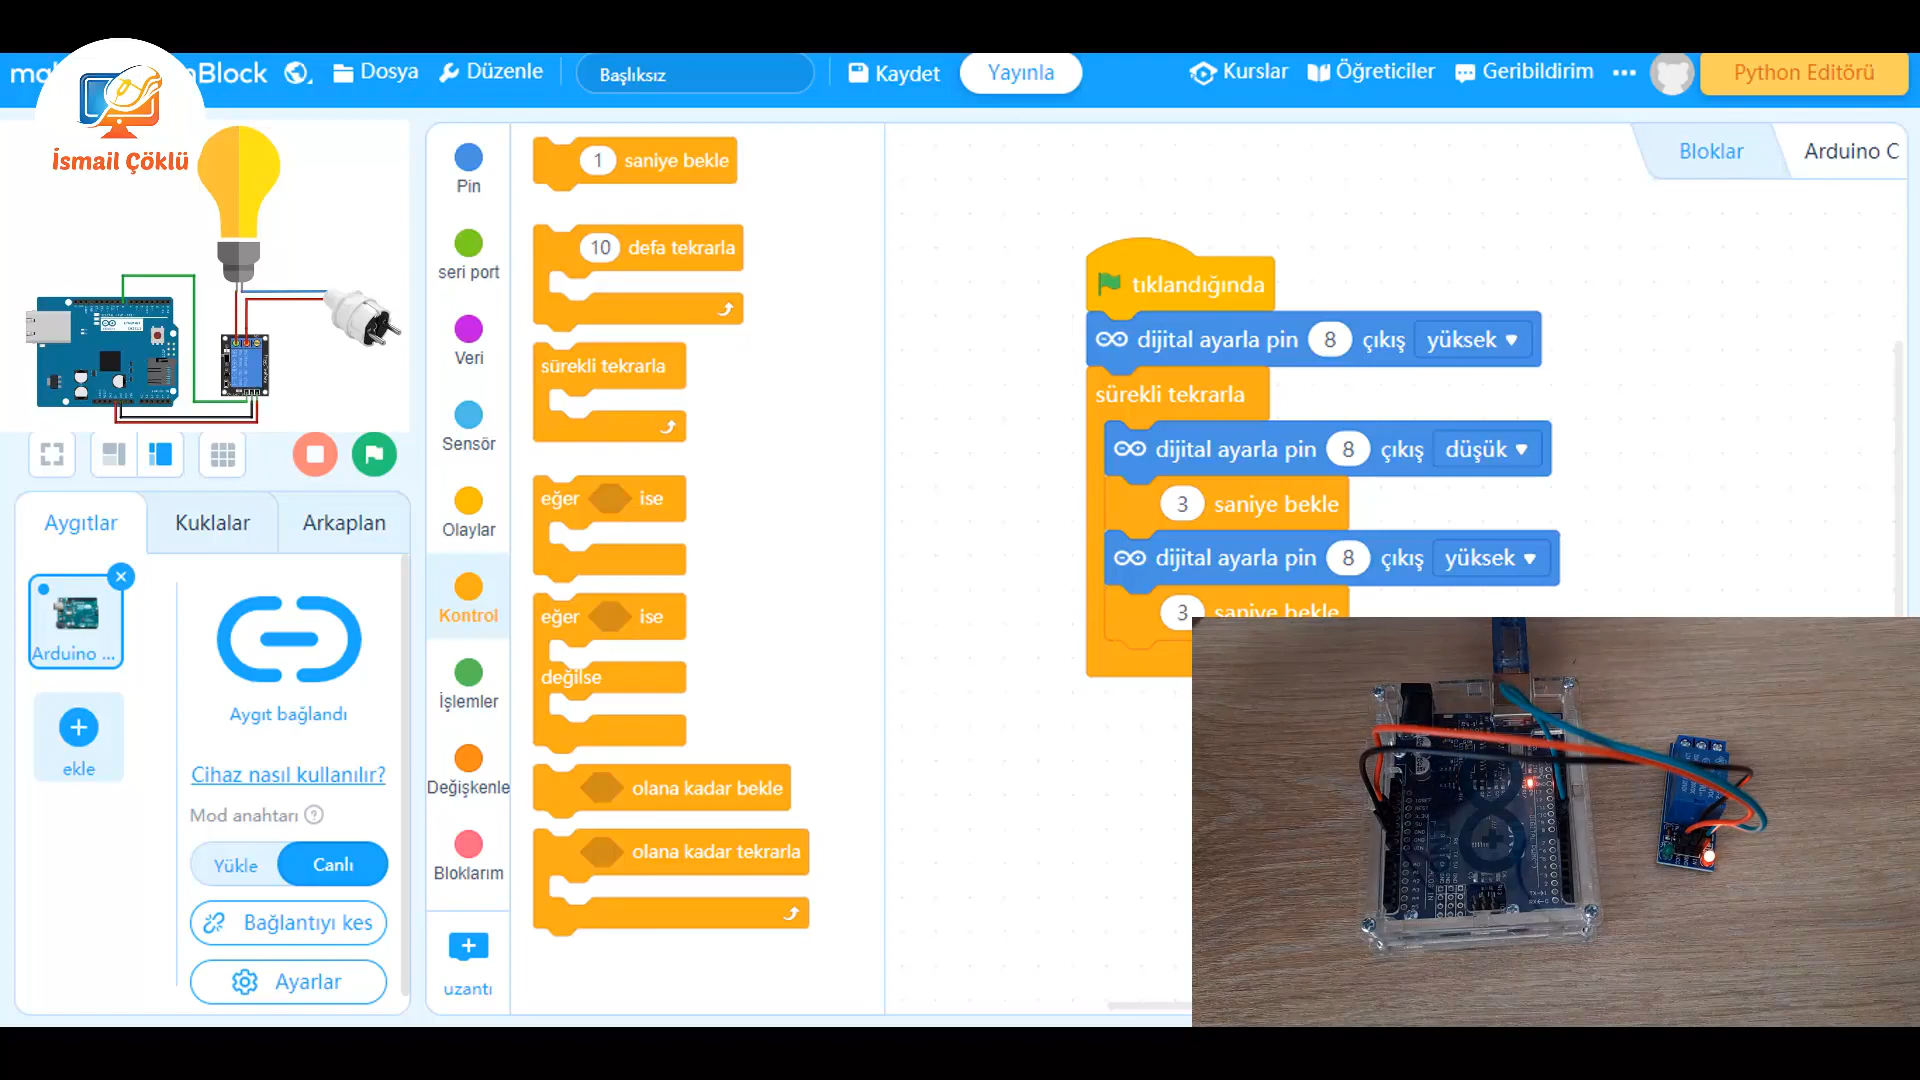 Block
Dosya
Düzenle
Başlıksız
Kaydet
Yayınla
Kurslar
Öğreticiler
Geribildirim
Python Editörü
İsmail Çöklü
Bloklar
Arduino C
Pin
seri port
Veri
Sensör
Olaylar
Kontrol
İşlemler
Değişkenle
Bloklarım
uzantı
1 saniye bekle
10 defa tekrarla
sürekli tekrarla
eğer ise
eğer ise
değilse
olana kadar bekle
olana kadar tekrarla
tıklandığında
dijital ayarla pin 8 çıkış yüksek
sürekli tekrarla
dijital ayarla pin 8 çıkış düşük
3 saniye bekle
dijital ayarla pin 8 çıkış yüksek
3 saniye bekle
Aygıtlar
Kuklalar
Arkaplan
Arduino ...
ekle
Aygıt bağlandı
Cihaz nasıl kullanılır?
Mod anahtarı
Yükle
Canlı
Bağlantıyı kes
Ayarlar